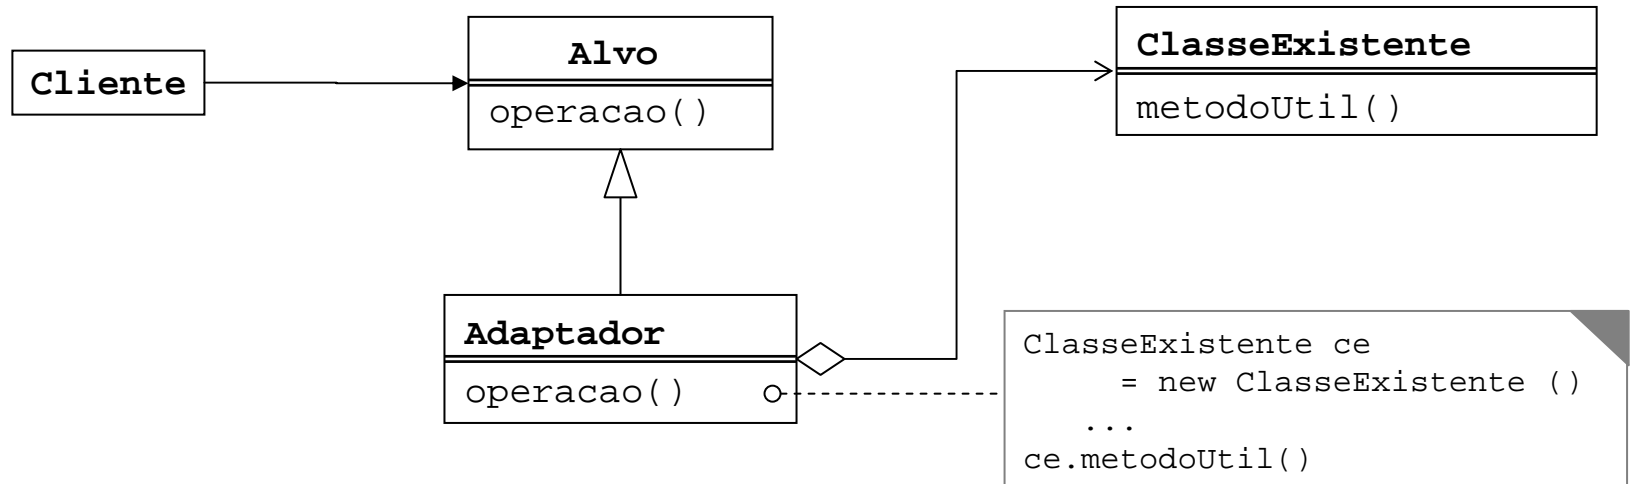 Cliente
Alvo
operacao()
ClasseExistente
metodoUtil()
Adaptador
operacao()
ClasseExistente ce
= new ClasseExistente ()
...
ce.metodoUtil()